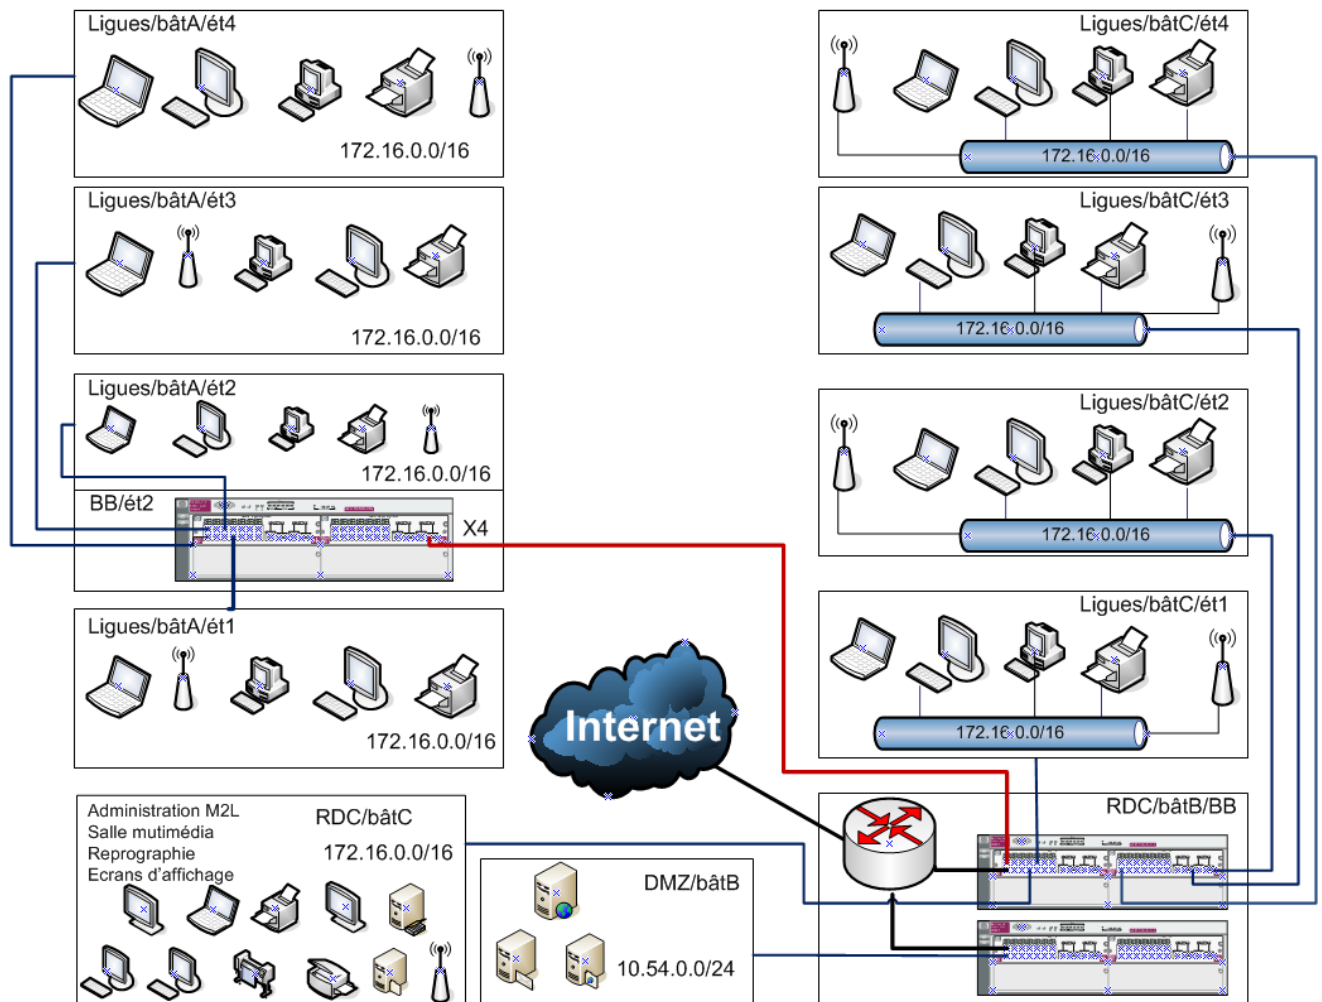 Ligues/bâtA/ét4
172.16.0.0/16
Ligues/bâtA/ét3
172.16.0.0/16
Ligues/bâtA/ét2
172.16.0.0/16
BB/ét2
X4
Ligues/bâtA/ét1
172.16.0.0/16
Administration M2L
Salle mutimédia
Reprographie
Ecrans d'affichage
RDC/bâtC
172.16.0.0/16
Internet
DMZ/bâtB
10.54.0.0/24
Ligues/bâtC/ét4
172.16.0.0/16
Ligues/bâtC/ét3
172.16.0.0/16
Ligues/bâtC/ét2
172.16.0.0/16
Ligues/bâtC/ét1
172.16.0.0/16
RDC/bâtB/BB